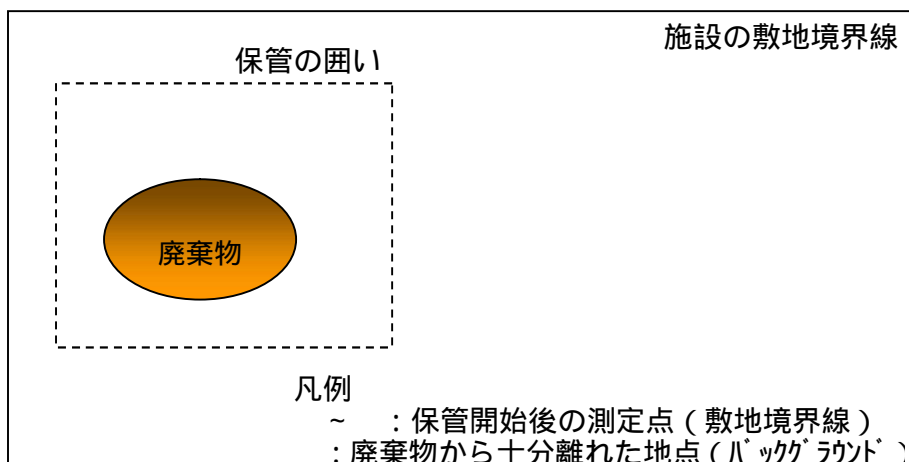 施設の敷地境界線
保管の囲い
廃棄物
凡例
~ :保管開始後の測定点(敷地境界線)
:廃棄物から十分離れた地点(ﾊﾞｯｸｸﾞﾗｳﾝﾄﾞ)